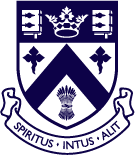 SPIRITUS · INTUS · ALIT